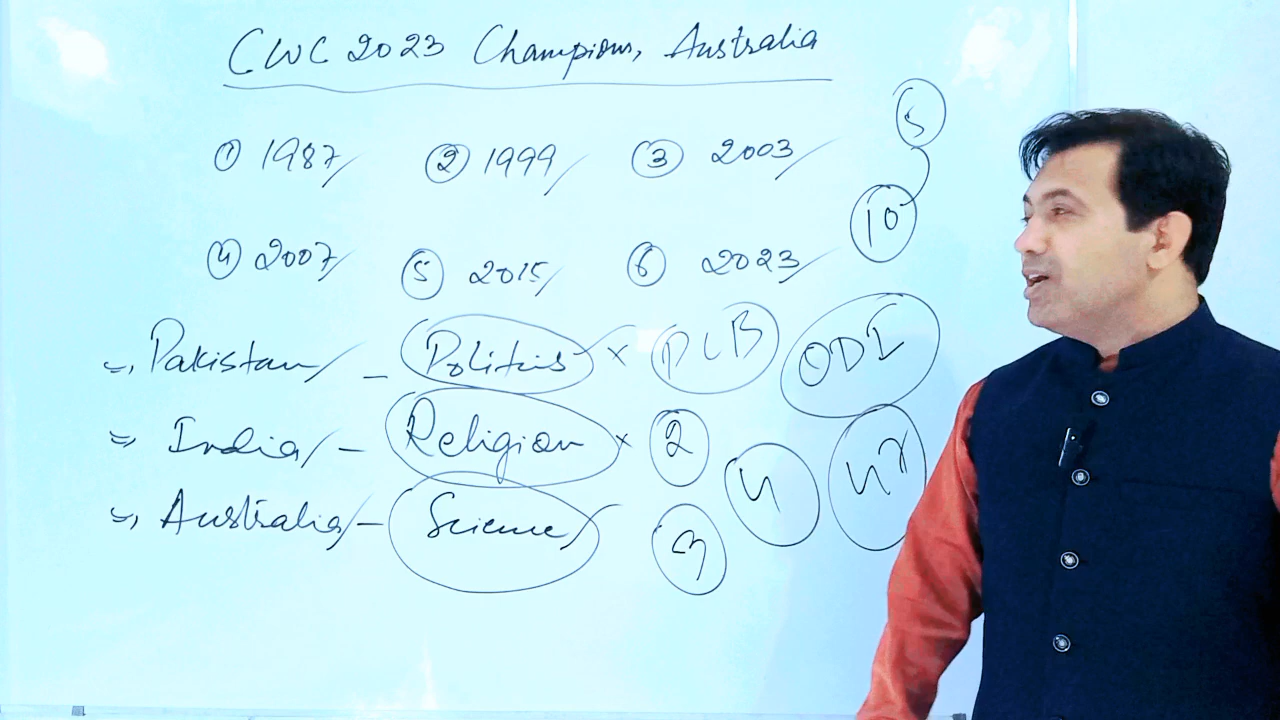 CWC 2023 Champions, Australia
① 1987/ ② 1999/ ③ 2003/ 5
④ 2007/ ⑤ 2015/ ⑥ 2023/ 10
Pakistan/ - Politics × PCB ODI
India/ - Religion × 2
Australia/ - Science/ 3 4